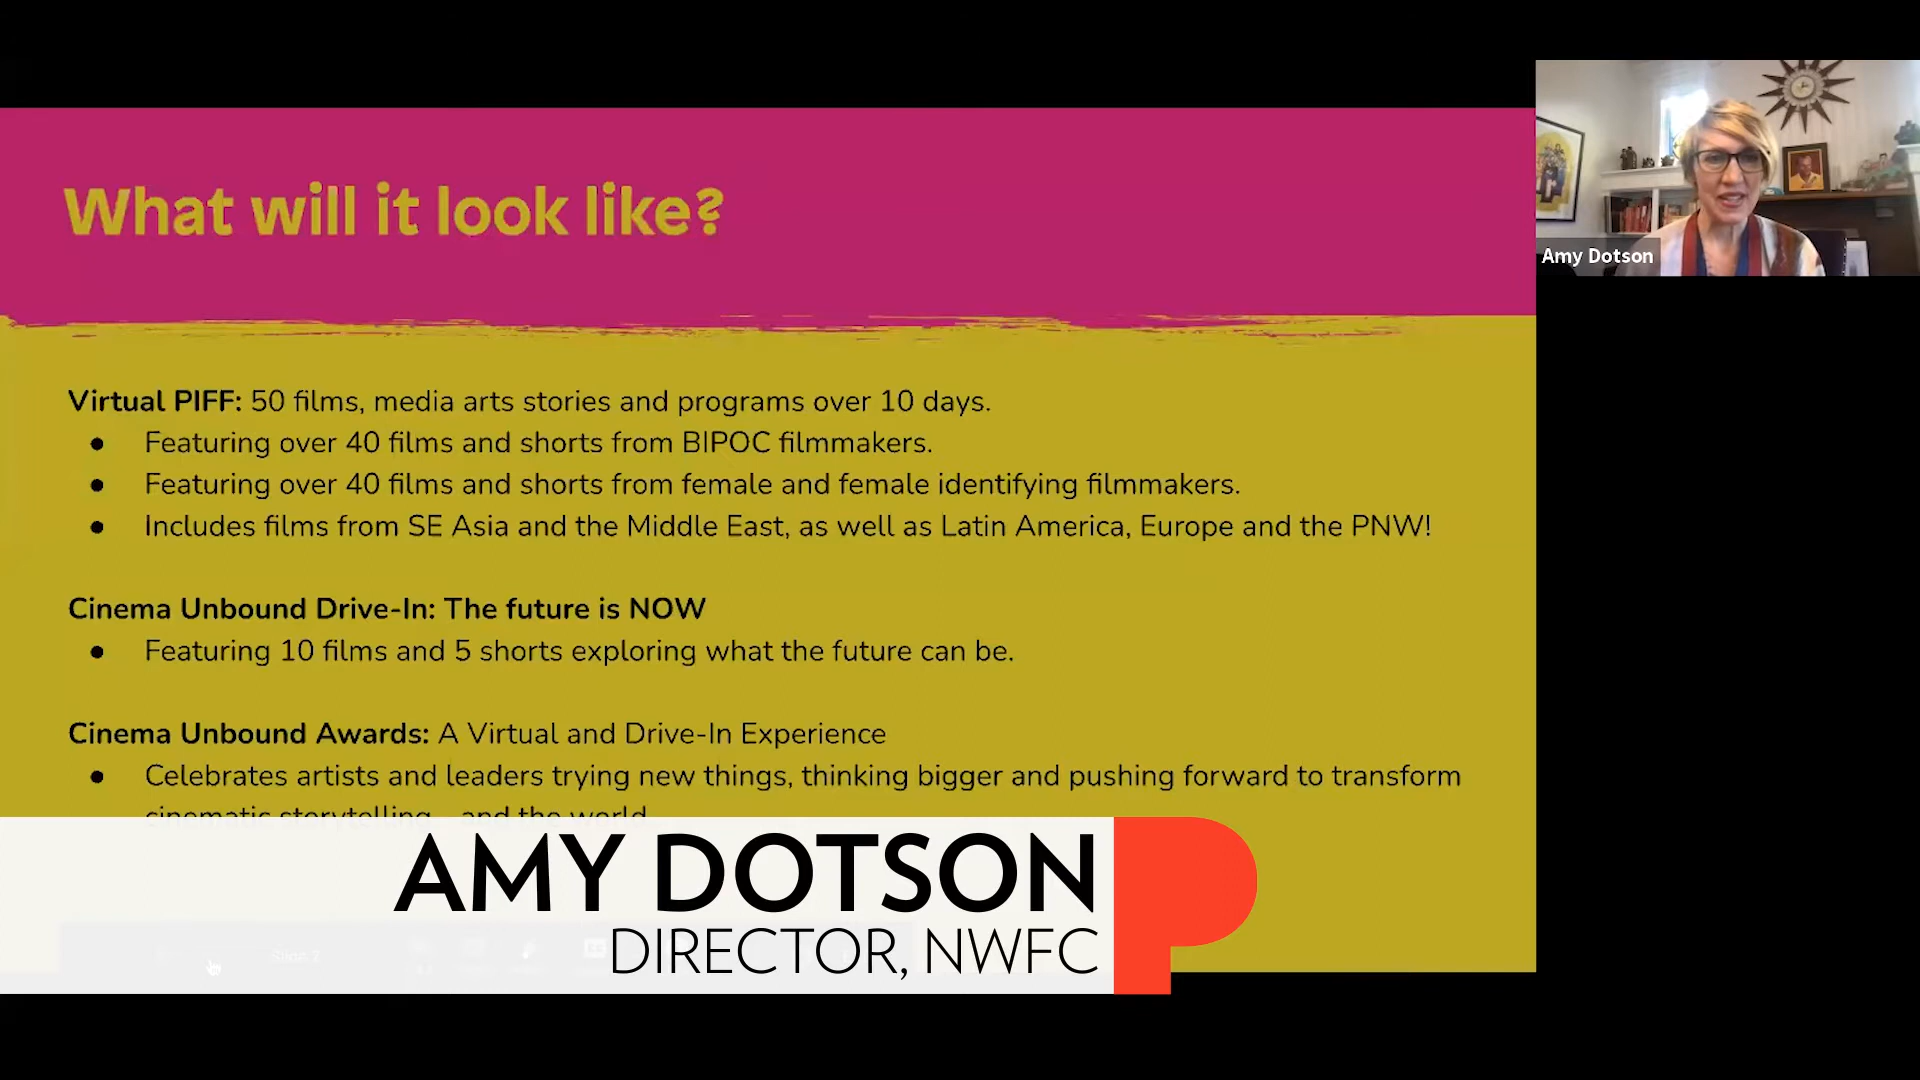 What will it look like?
Amy Dotson
Virtual PIFF: 50 films, media arts stories and programs over 10 days.
● Featuring over 40 films and shorts from BIPOC filmmakers.
● Featuring over 40 films and shorts from female and female identifying filmmakers.
● Includes films from SE Asia and the Middle East, as well as Latin America, Europe and the PNW!
Cinema Unbound Drive-In: The future is NOW
● Featuring 10 films and 5 shorts exploring what the future can be.
Cinema Unbound Awards: A Virtual and Drive-In Experience
● Celebrates artists and leaders trying new things, thinking bigger and pushing forward to transform
cinematic storytelling and the world
AMY DOTSON
DIRECTOR, NWFC
P